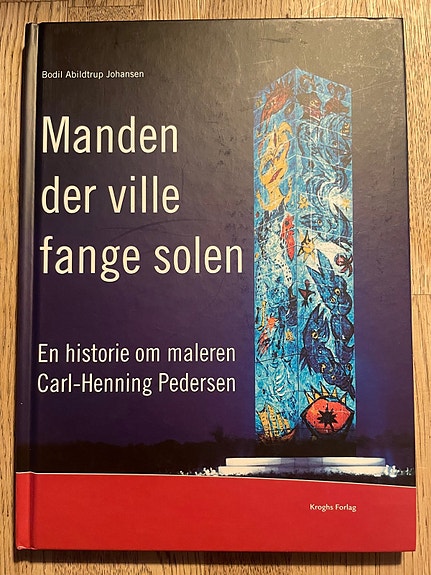 Bodil Abildtrup Johansen
Manden
der ville
fange solen
En historie om maleren
Carl-Henning Pedersen
Kroghs Forlag